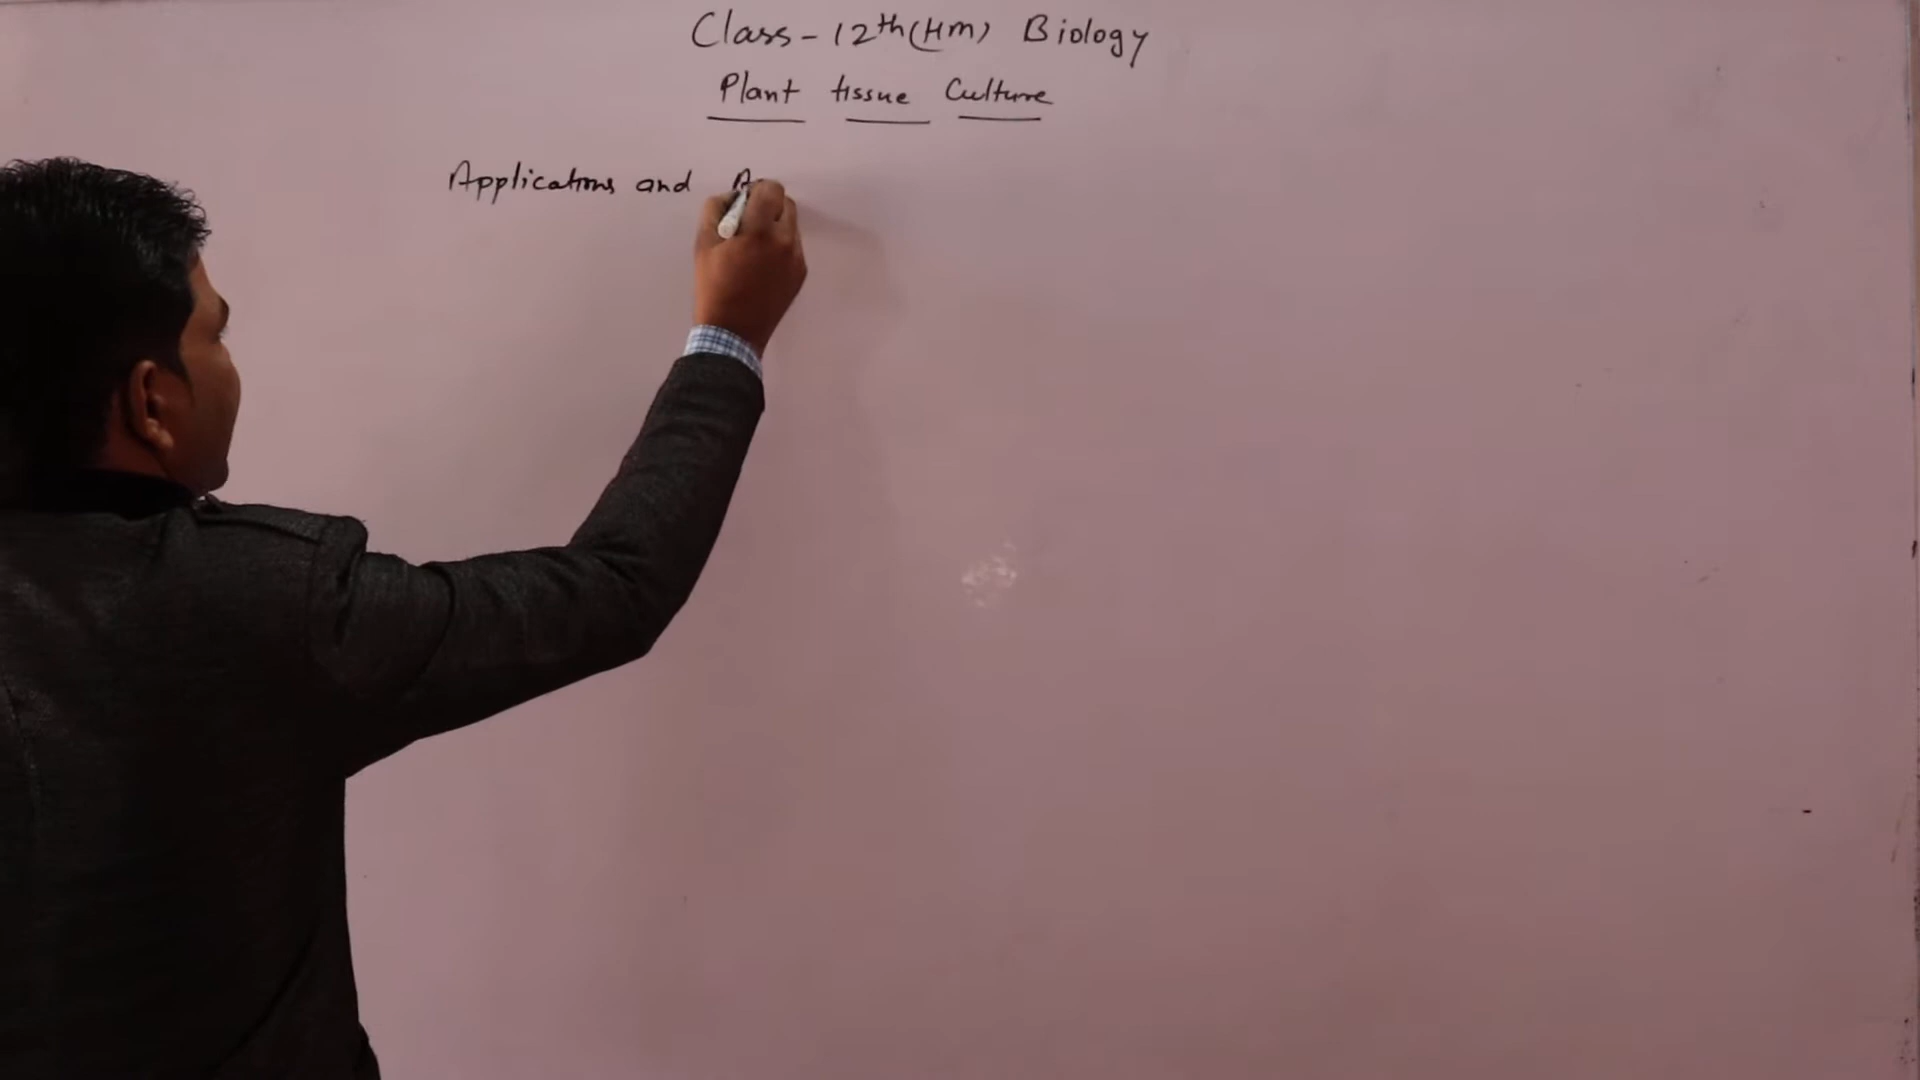 Class-12th(HM) Biology
Plant tissue Culture
Applications and A